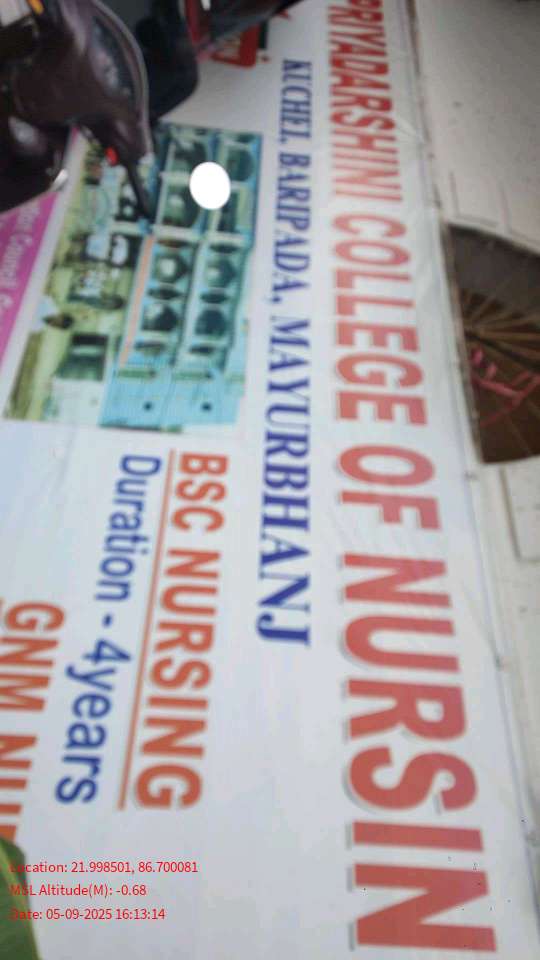 PRIYADARSHINI COLLEGE OF NURSIN
KUCHEI, BARIPADA, MAYURBHANJ
BSC NURSING
Duration - 4years
GNM NU
Location: 21.998501, 86.700081
MSL Altitude(M): -0.68
Date: 05-09-2025 16:13:14